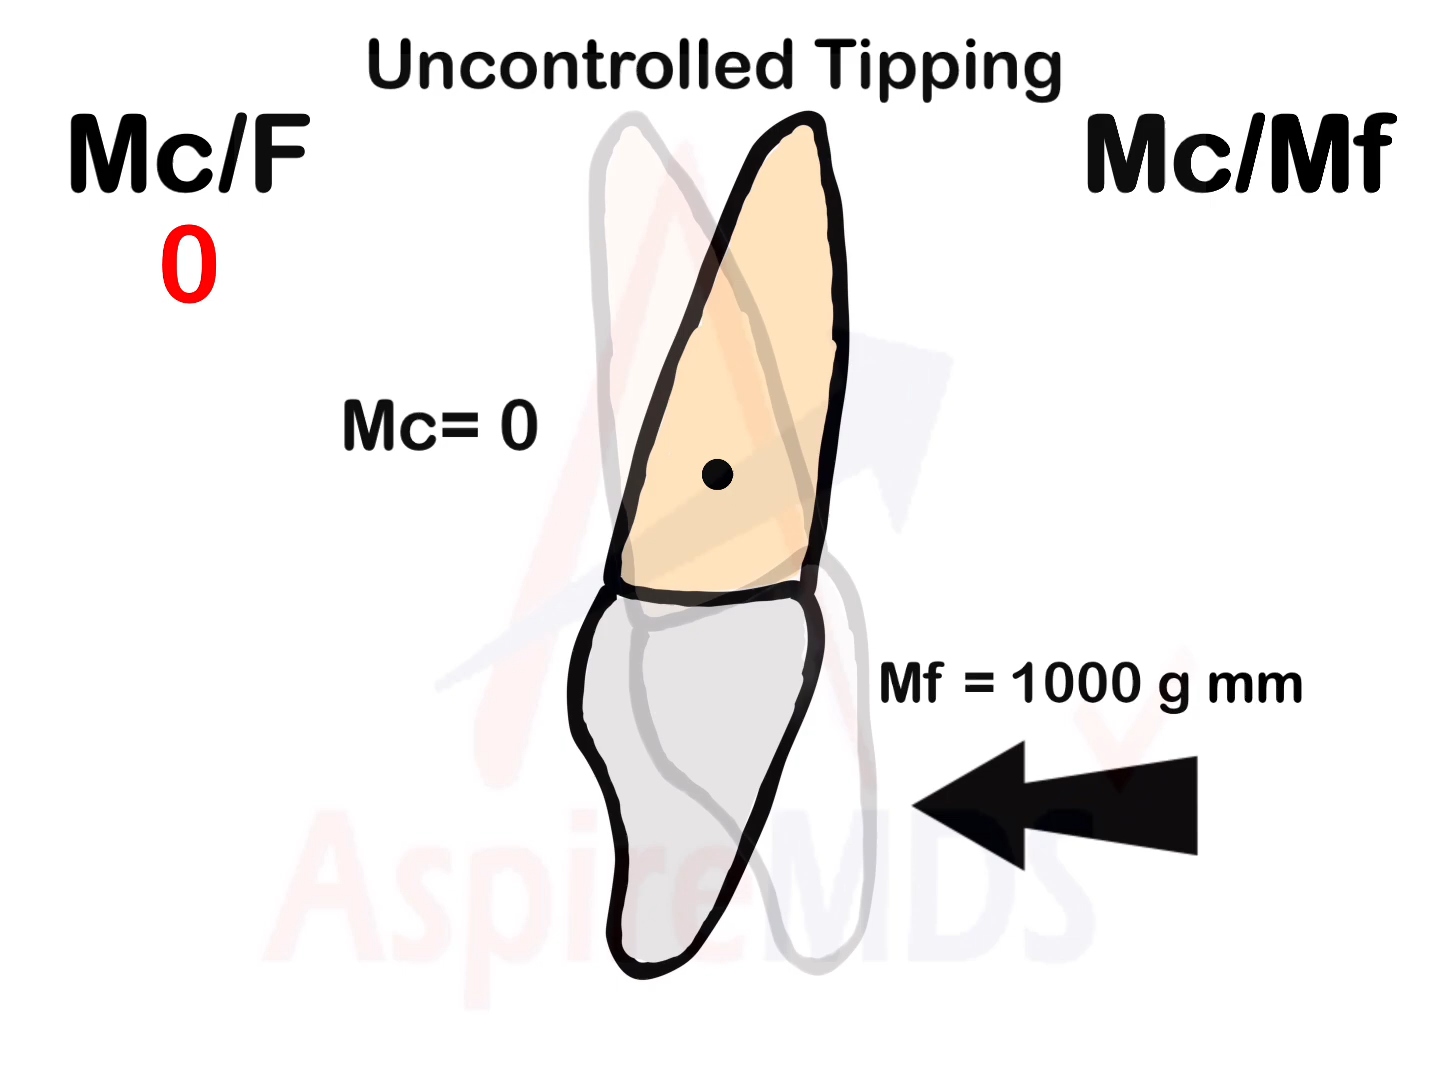 Uncontrolled Tipping
Mc/F
Mc/Mf
0
Mc= 0
Mf = 1000 g mm
AspireMDS